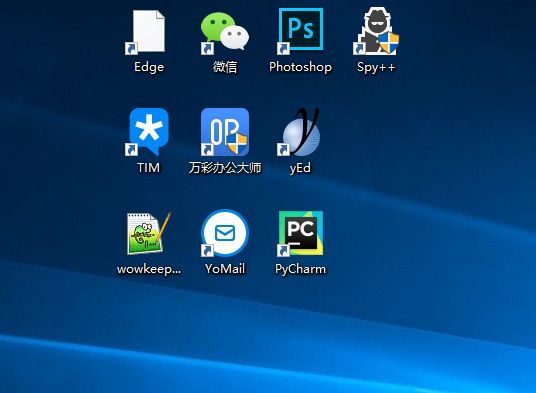 Ps
Edge
微信
Photoshop
Spy++
OP
y
TIM
万彩办公大师
yEd
PC
wowkeep...
YoMail
PyCharm